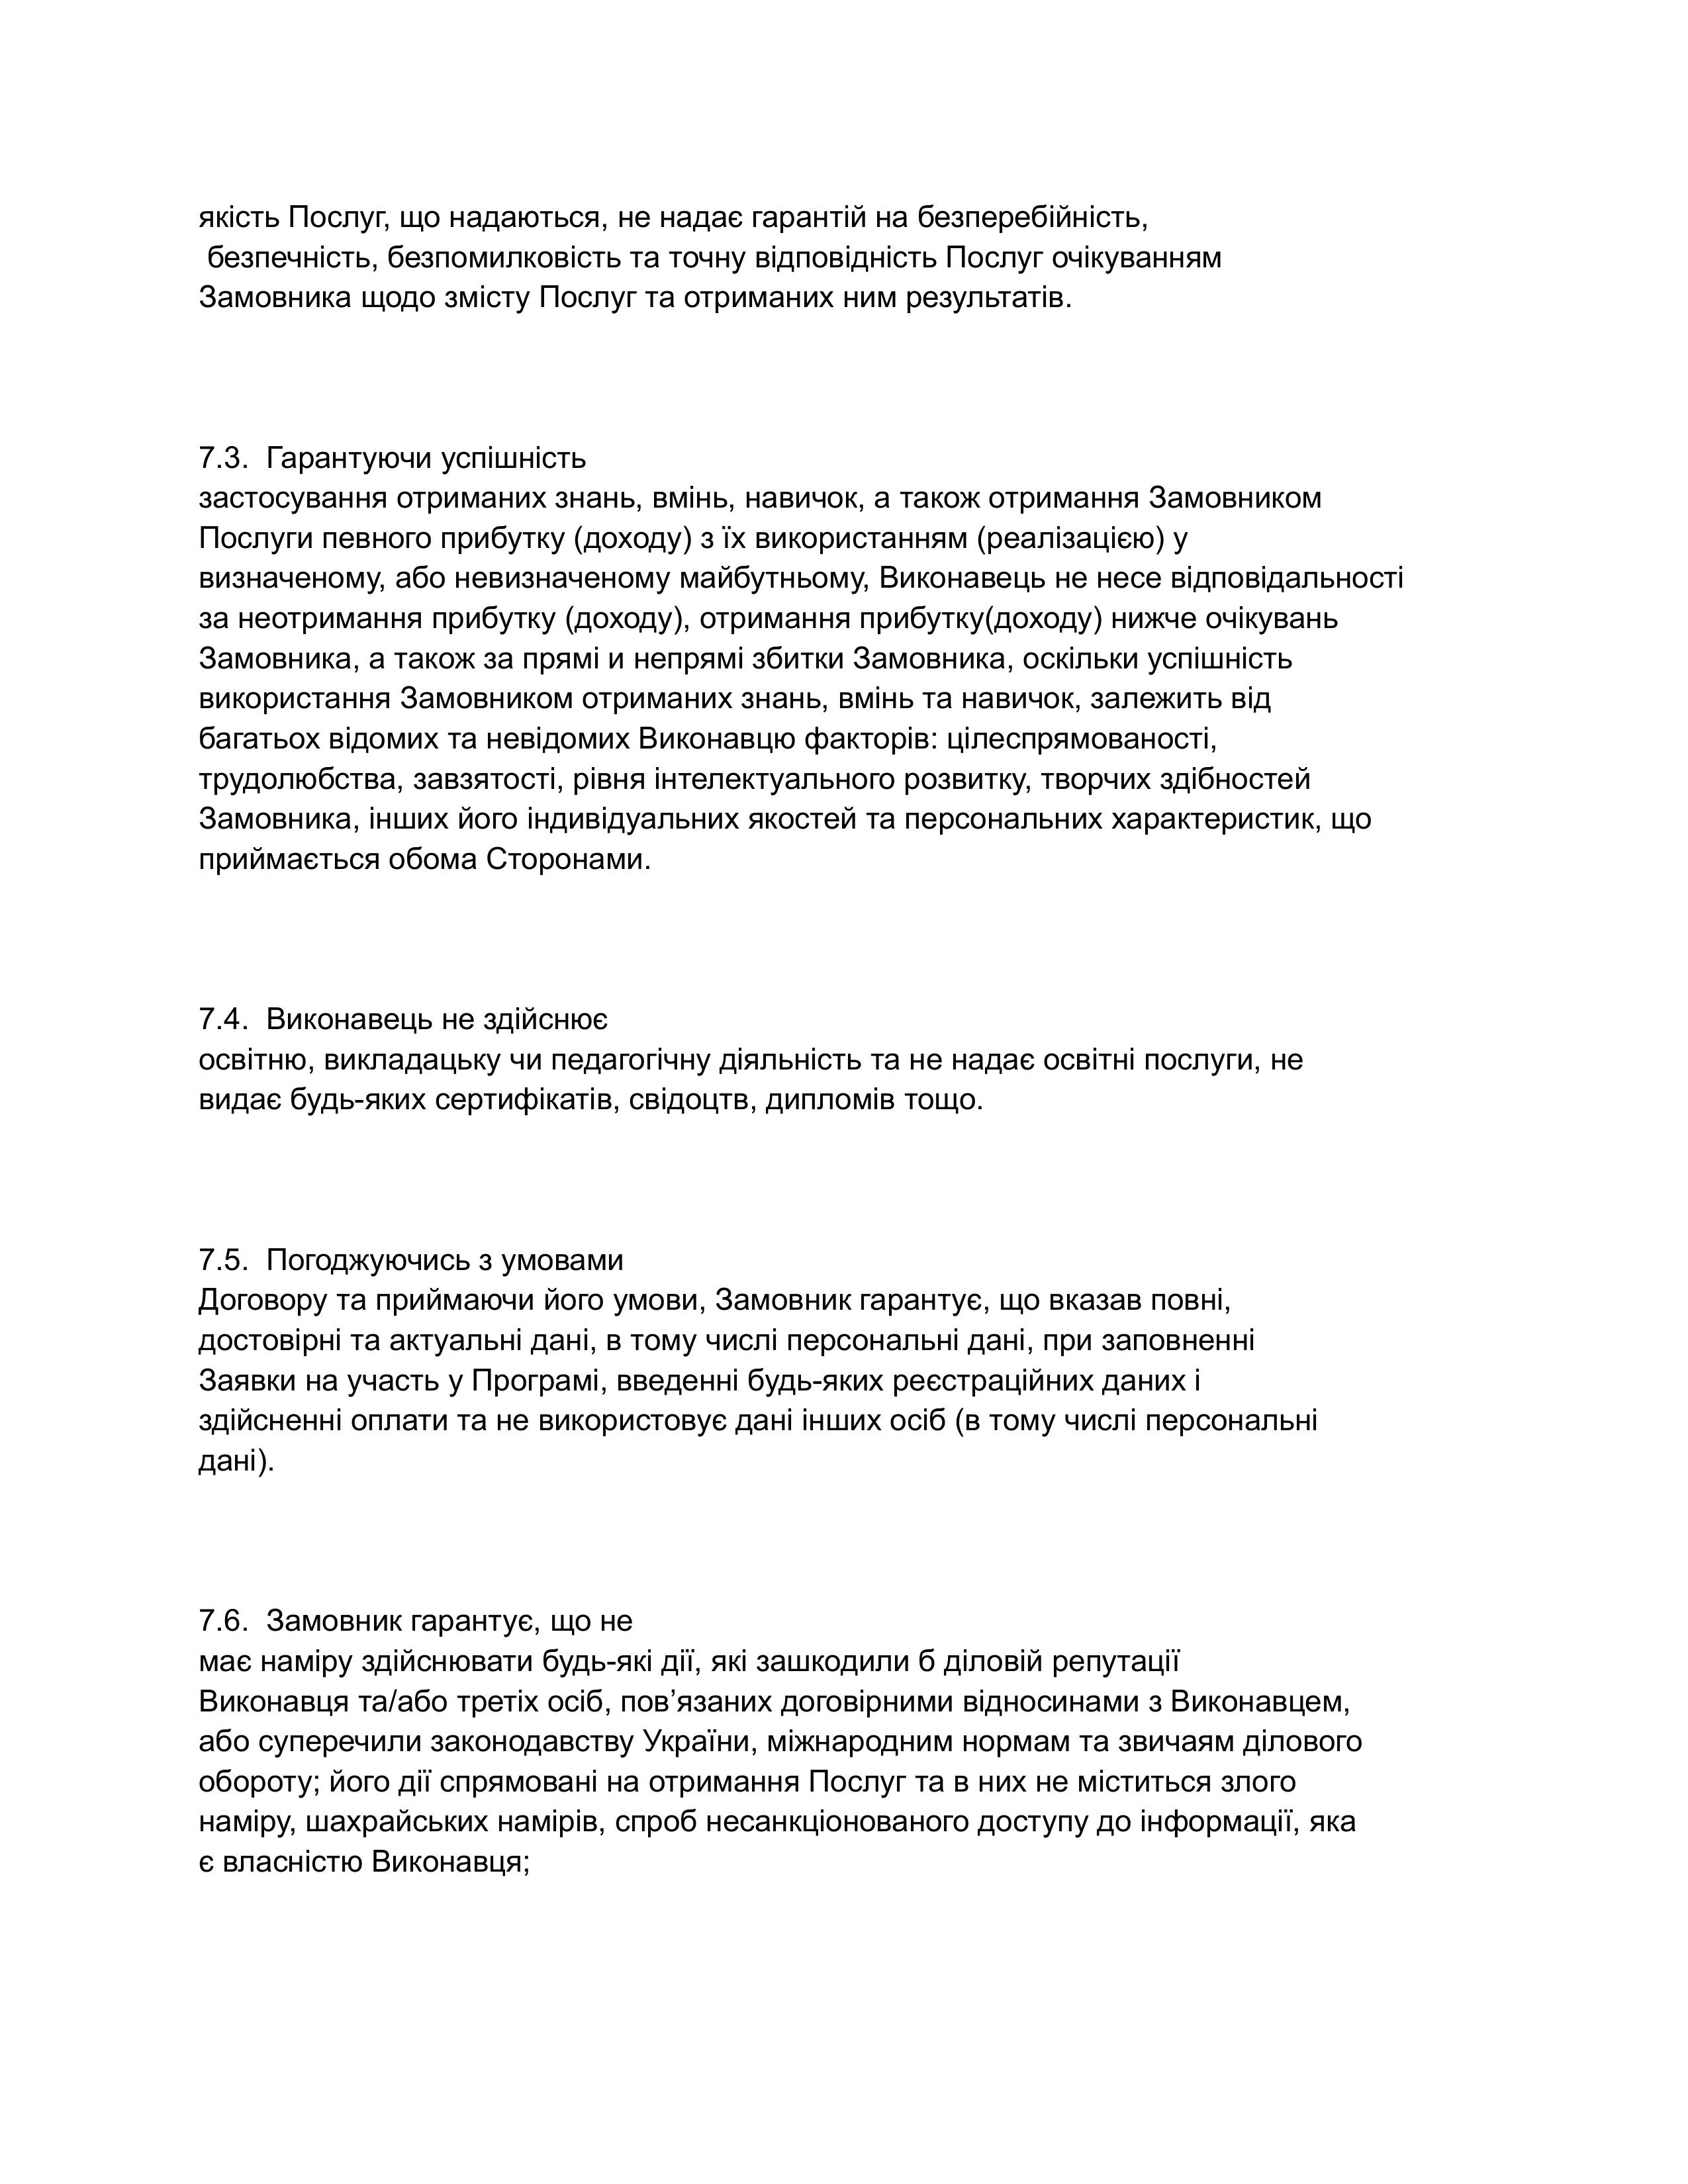 якість Послуг, що надаються, не надає гарантій на безперебійність,
безпечність, безпомилковість та точну відповідність Послуг очікуванням
Замовника щодо змісту Послуг та отриманих ним результатів.
7.3. Гарантуючи успішність
застосування отриманих знань, вмінь, навичок, а також отримання Замовником
Послуги певного прибутку (доходу) з їх використанням (реалізацією) у
визначеному, або невизначеному майбутньому, Виконавець не несе відповідальності
за неотримання прибутку (доходу), отримання прибутку(доходу) нижче очікувань
Замовника, а також за прямі и непрямі збитки Замовника, оскільки успішність
використання Замовником отриманих знань, вмінь та навичок, залежить від
багатьох відомих та невідомих Виконавцю факторів: цілеспрямованості,
трудолюбства, завзятості, рівня інтелектуального розвитку, творчих здібностей
Замовника, інших його індивідуальних якостей та персональних характеристик, що
приймається обома Сторонами.
7.4. Виконавець не здійснює
освітню, викладацьку чи педагогічну діяльність та не надає освітні послуги, не
видає будь-яких сертифікатів, свідоцтв, дипломів тощо.
7.5. Погоджуючись з умовами
Договору та приймаючи його умови, Замовник гарантує, що вказав повні,
достовірні та актуальні дані, в тому числі персональні дані, при заповненні
Заявки на участь у Програмі, введенні будь-яких реєстраційних даних і
здійсненні оплати та не використовує дані інших осіб (в тому числі персональні
дані).
7.6. Замовник гарантує, що не
має наміру здійснювати будь-які дії, які зашкодили б діловій репутації
Виконавця та/або третіх осіб, пов’язаних договірними відносинами з Виконавцем,
або суперечили законодавству України, міжнародним нормам та звичаям ділового
обороту; його дії спрямовані на отримання Послуг та в них не міститься злого
наміру, шахрайських намірів, спроб несанкціонованого доступу до інформації, яка
є власністю Виконавця;